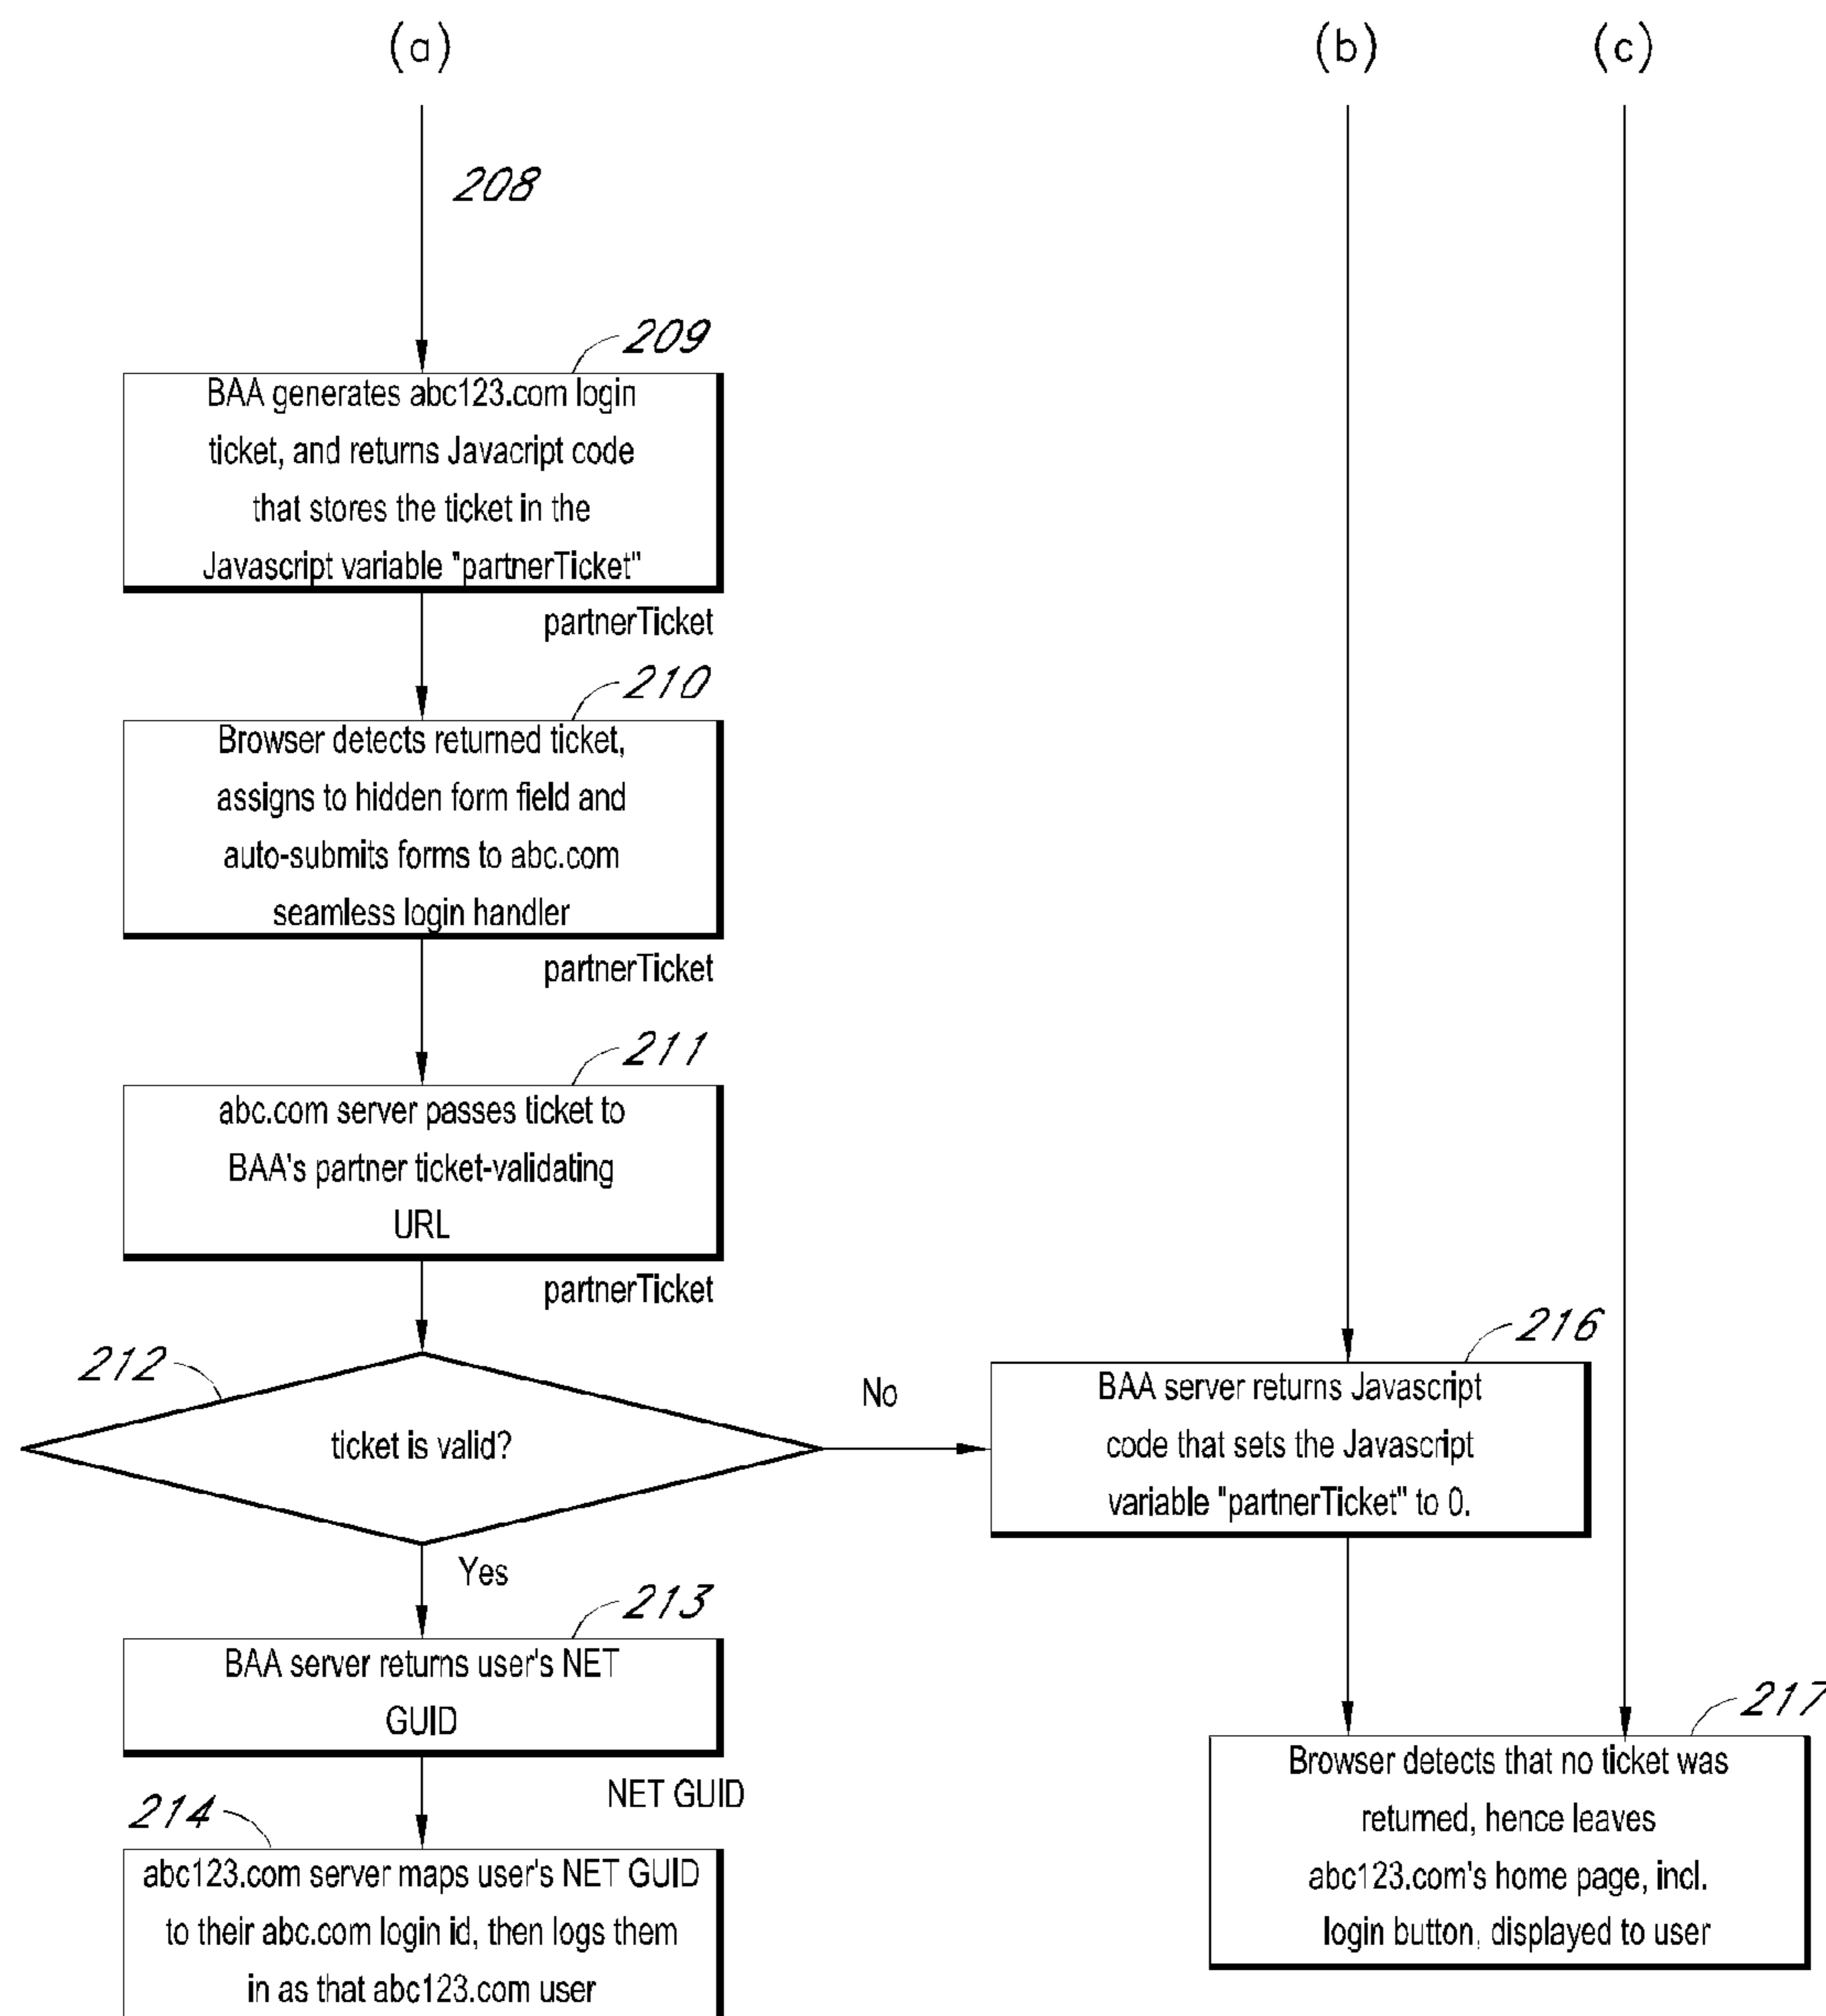 (a)
(b)
(c)
208
209
BAA generates abc123.com login
ticket, and returns Javacript code
that stores the ticket in the
Javascript variable "partnerTicket"
partnerTicket
210
Browser detects returned ticket,
assigns to hidden form field and
auto-submits forms to abc.com
seamless login handler
partnerTicket
211
abc.com server passes ticket to
BAA's partner ticket-validating
URL
partnerTicket
212
ticket is valid?
No
216
BAA server returns Javascript
code that sets the Javascript
variable "partnerTicket" to 0.
Yes
213
BAA server returns user's NET
GUID
NET GUID
214
abc123.com server maps user's NET GUID
to their abc.com login id, then logs them
in as that abc123.com user
217
Browser detects that no ticket was
returned, hence leaves
abc123.com's home page, incl.
login button, displayed to user